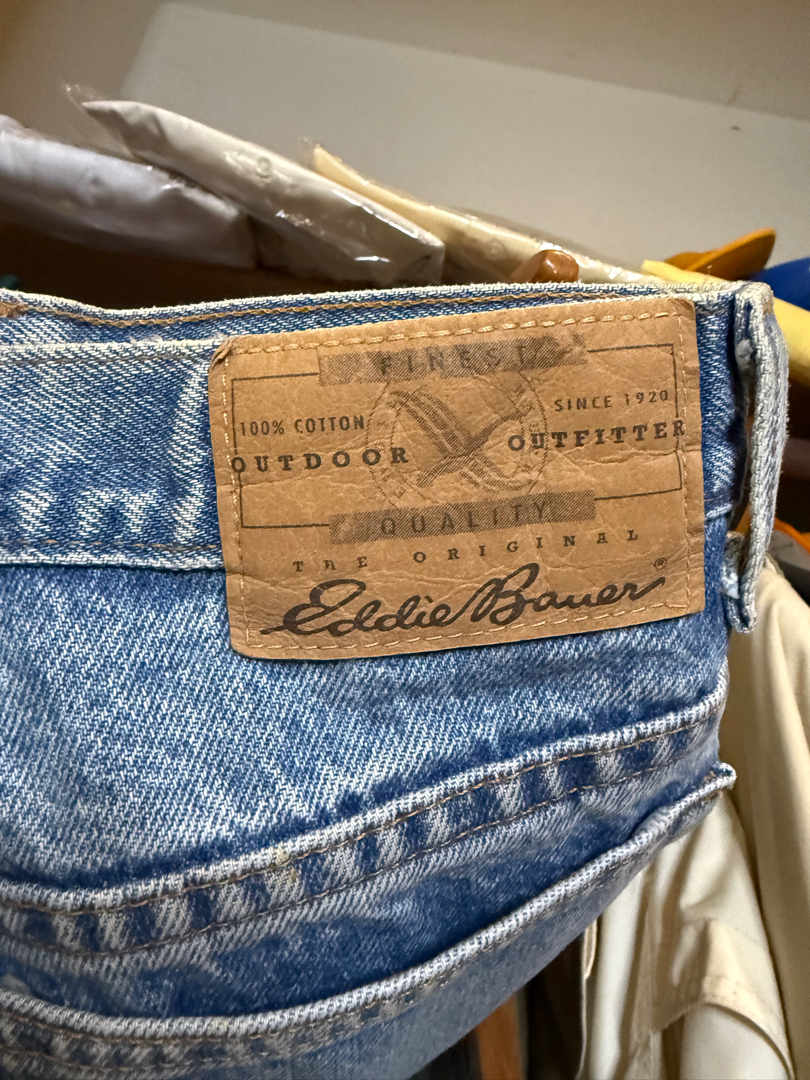 FINEST
100% COTTON
SINCE 1920
OUTDOOR OUTFITTER
QUALITY
THE ORIGINAL
Eddie Bauer®